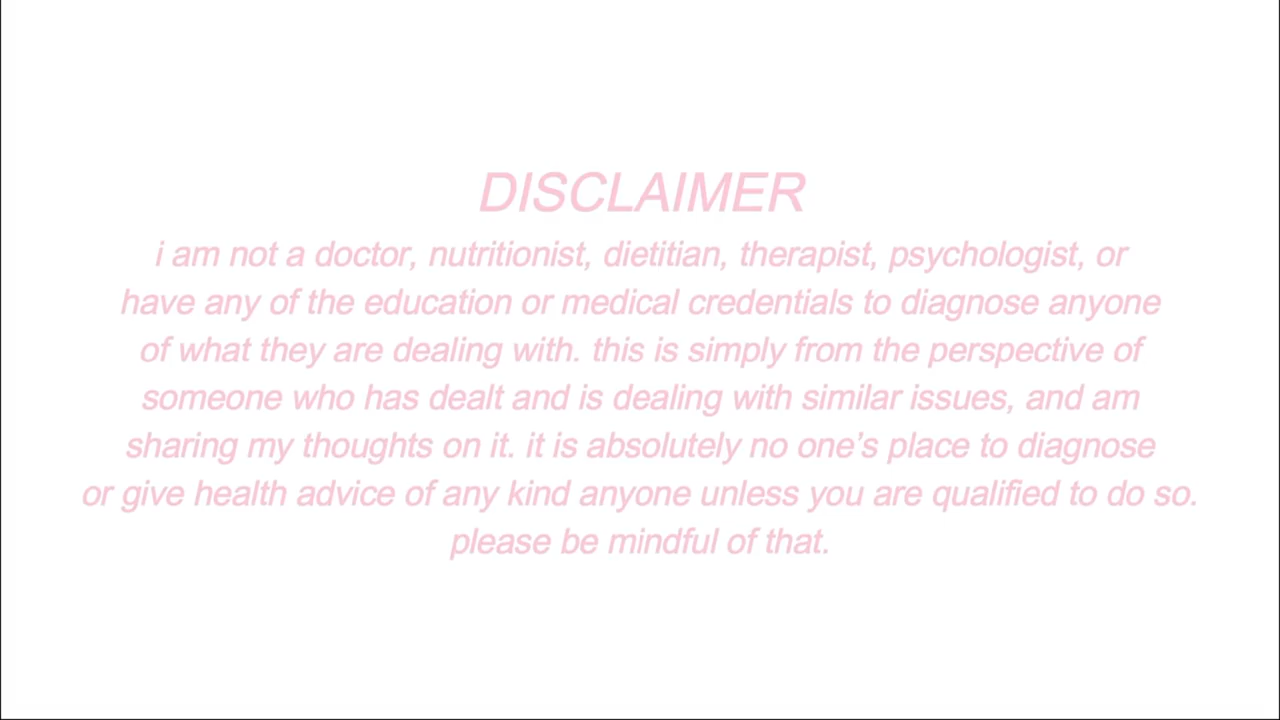 DISCLAIMER
i am not a doctor, nutritionist, dietitian, therapist, psychologist, or
have any of the education or medical credentials to diagnose anyone
of what they are dealing with. this is simply from the perspective of
someone who has dealt and is dealing with similar issues, and am
sharing my thoughts on it. it is absolutely no one’s place to diagnose
or give health advice of any kind anyone unless you are qualified to do so.
please be mindful of that.